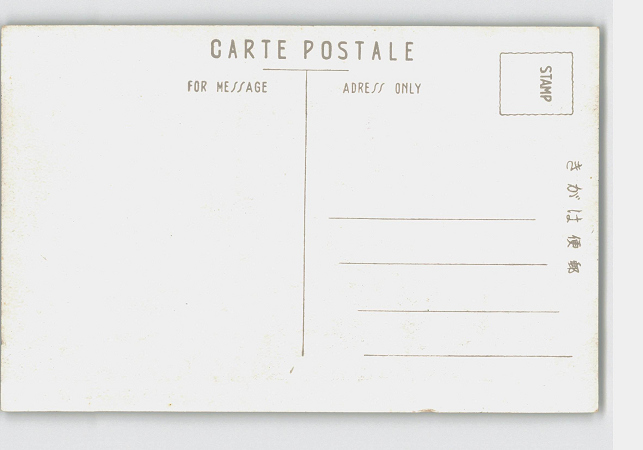 CARTE POSTALE
FOR MESSAGE
ADRESS ONLY
STAMP
きがは便郵